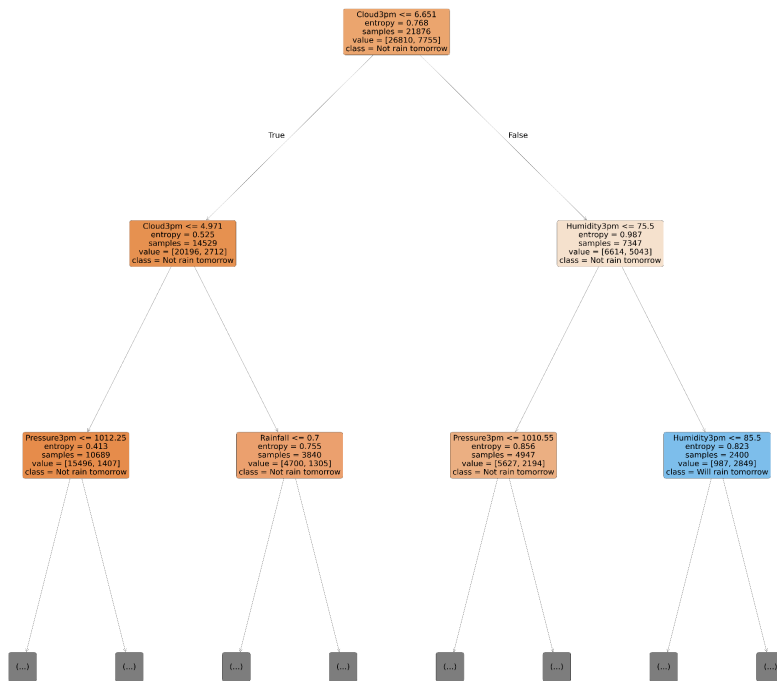 Cloud3pm <= 6.651
entropy = 0.768
samples = 21876
value = [26810, 7755]
class = Not rain tomorrow
True
False
Cloud3pm <= 4.971
entropy = 0.525
samples = 14529
value = [20196, 2712]
class = Not rain tomorrow
Humidity3pm <= 75.5
entropy = 0.987
samples = 7347
value = [6614, 5043]
class = Not rain tomorrow
Pressure3pm <= 1012.25
entropy = 0.413
samples = 10689
value = [15496, 1407]
class = Not rain tomorrow
Rainfall <= 0.7
entropy = 0.755
samples = 3840
value = [4700, 1305]
class = Not rain tomorrow
Pressure3pm <= 1010.55
entropy = 0.856
samples = 4947
value = [5627, 2194]
class = Not rain tomorrow
Humidity3pm <= 85.5
entropy = 0.823
samples = 2400
value = [987, 2849]
class = Will rain tomorrow
(...)
(...)
(...)
(...)
(...)
(...)
(...)
(...)